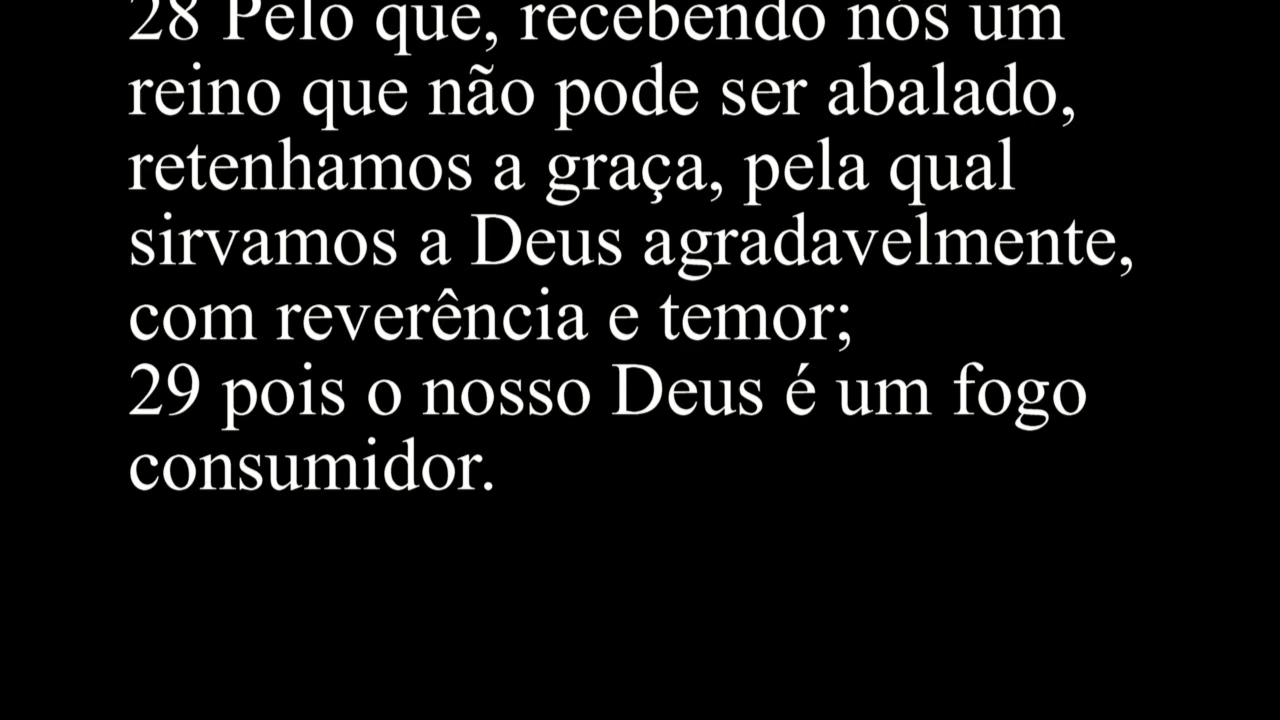 28 Pelo que, recebendo nós um
reino que não pode ser abalado,
retenhamos a graça, pela qual
sirvamos a Deus agradavelmente,
com reverência e temor;
29 pois o nosso Deus é um fogo
consumidor.